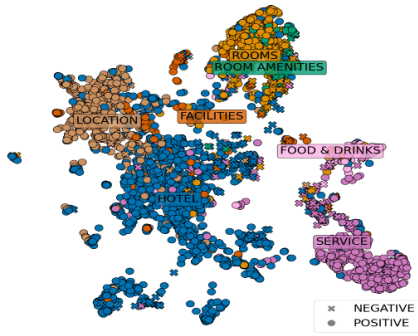 ROOMS
ROOM AMENITIES
LOCATION
FACILITIES
FOOD & DRINKS
HOTEL
SERVICE
NEGATIVE
POSITIVE